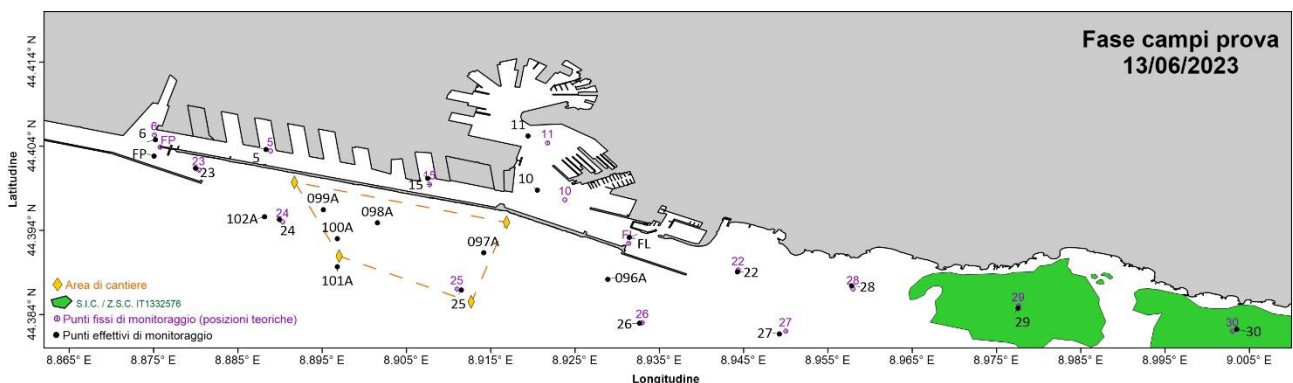 Fase campi prova
13/06/2023
Latitudine
44.414° N
44.404° N
44.394° N
44.384° N
6
6
FP
FP
23
23
5
5
15
15
11
11
10
10
24
24
102A
099A
100A
098A
101A
097A
25
25
FL
FL
096A
26
26
22
22
27
27
28
28
29
29
30
30
Area di cantiere
S.I.C. / Z.S.C. IT1332576
Punti fissi di monitoraggio (posizioni teoriche)
Punti effettivi di monitoraggio
8.865° E
8.875° E
8.885° E
8.895° E
8.905° E
8.915° E
8.925° E
8.935° E
8.945° E
8.955° E
8.965° E
8.975° E
8.985° E
8.995° E
9.005° E
Longitudine